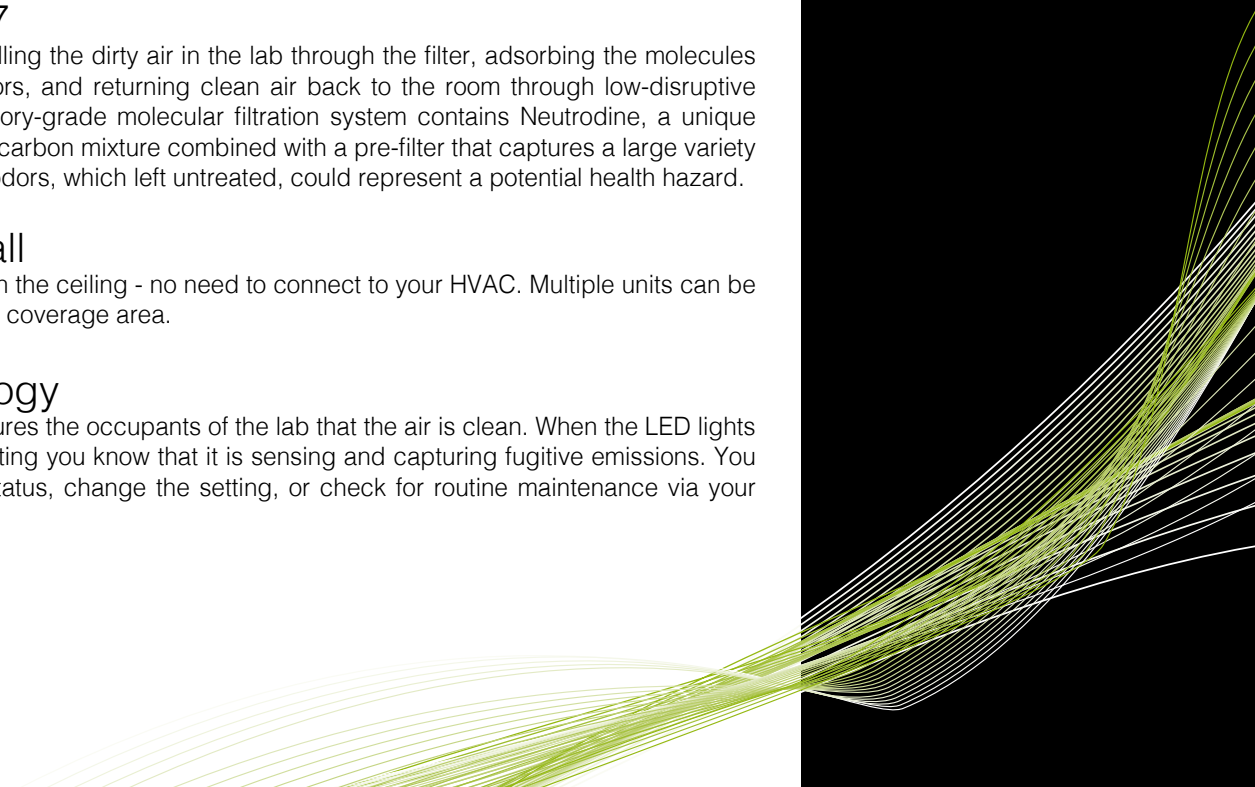 7
lling the dirty air in the lab through the filter, adsorbing the molecules
ors, and returning clean air back to the room through low-disruptive
ory-grade molecular filtration system contains Neutrodine, a unique
carbon mixture combined with a pre-filter that captures a large variety
odors, which left untreated, could represent a potential health hazard.
all
n the ceiling - no need to connect to your HVAC. Multiple units can be
coverage area.
ogy
ures the occupants of the lab that the air is clean. When the LED lights
ting you know that it is sensing and capturing fugitive emissions. You
tatus, change the setting, or check for routine maintenance via your